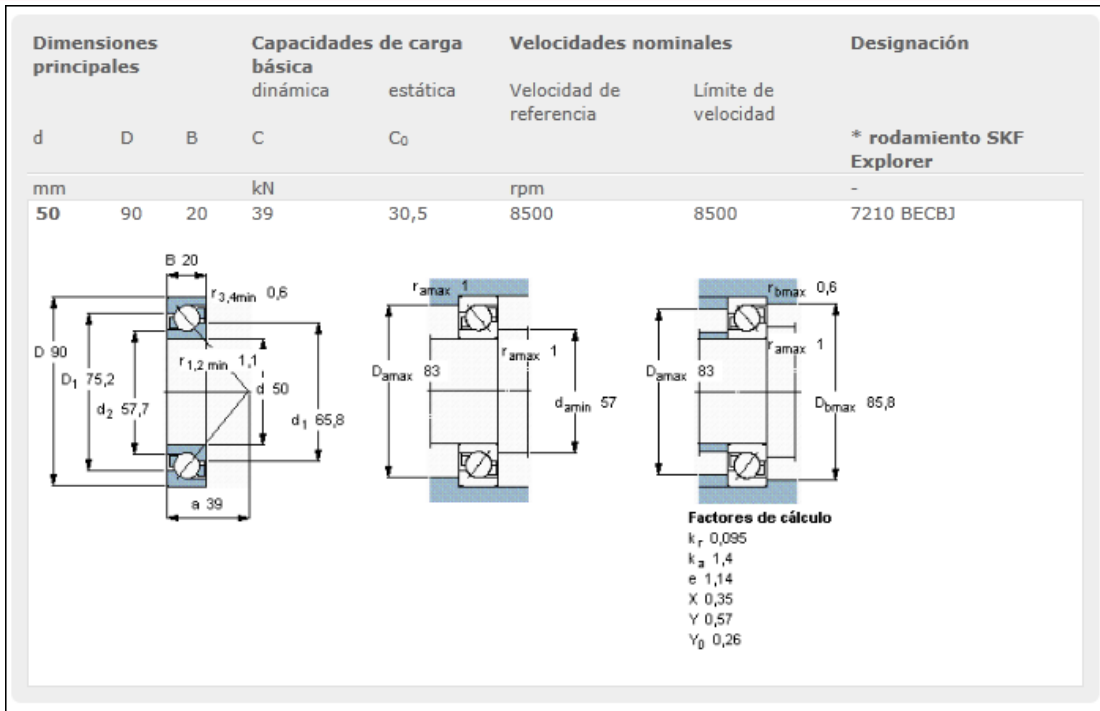 Dimensiones principales
Capacidades de carga básica
Velocidades nominales
Designación
dinámica
estática
Velocidad de referencia
Límite de velocidad
d
D
B
C
C₀
* rodamiento SKF Explorer
mm
kN
rpm
-
50 90 20 39 30,5 8500 8500 7210 BECBJ
B 20
r3,4min 0,6
D 90
D1 75,2
r1,2 min 1,1
d 50
d2 57,7
d1 65,8
a 39
ramax 1
ramax 1
Damax 83
damin 57
rbmax 0,6
ramax 1
Damax 83
Dbmax 85,8
Factores de cálculo
kr 0,095
ka 1,4
e 1,14
X 0,35
Y 0,57
Y0 0,26